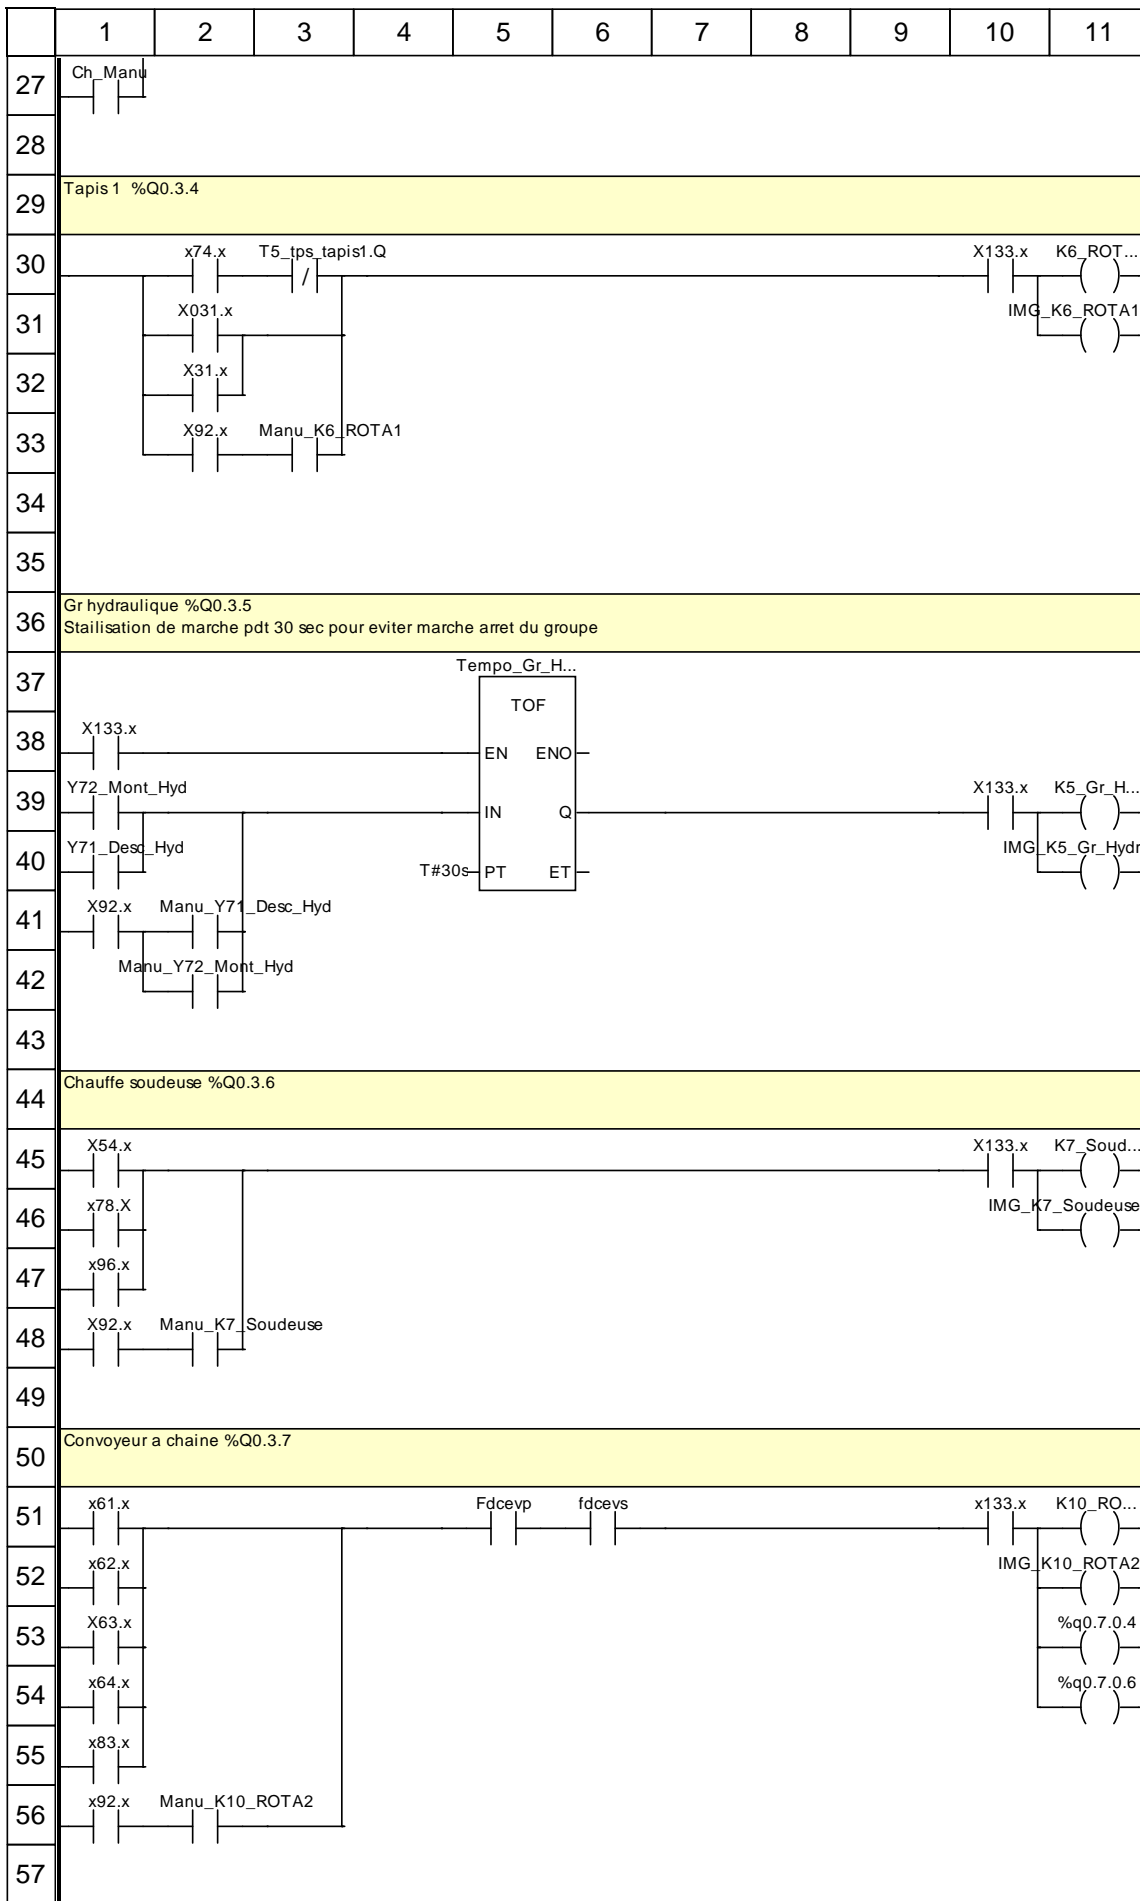 1 2 3 4 5 6 7 8 9 10 11
27 Ch_Manu
28
29 Tapis 1 %Q0.3.4
30 x74.x T5_tps_tapis1.Q X133.x K6_ROT...
/
31 X031.x IMG_K6_ROTA1
32 X31.x
33 X92.x Manu_K6_ROTA1
34
35
36 Gr hydraulique %Q0.3.5
Stailisation de marche pdt 30 sec pour eviter marche arret du groupe
37 Tempo_Gr_H...
TOF
38 X133.x EN ENO
39 Y72_Mont_Hyd IN Q X133.x K5_Gr_H...
40 Y71_Desc_Hyd T#30s PT ET IMG_K5_Gr_Hydr
41 X92.x Manu_Y71_Desc_Hyd
42 Manu_Y72_Mont_Hyd
43
44 Chauffe soudeuse %Q0.3.6
45 X54.x X133.x K7_Soud...
46 x78.X IMG_K7_Soudeuse
47 x96.x
48 X92.x Manu_K7_Soudeuse
49
50 Convoyeur a chaine %Q0.3.7
51 x61.x Fdcevp fdcevs x133.x K10_RO...
52 x62.x IMG_K10_ROTA2
53 X63.x %q0.7.0.4
54 x64.x %q0.7.0.6
55 x83.x
56 x92.x Manu_K10_ROTA2
57